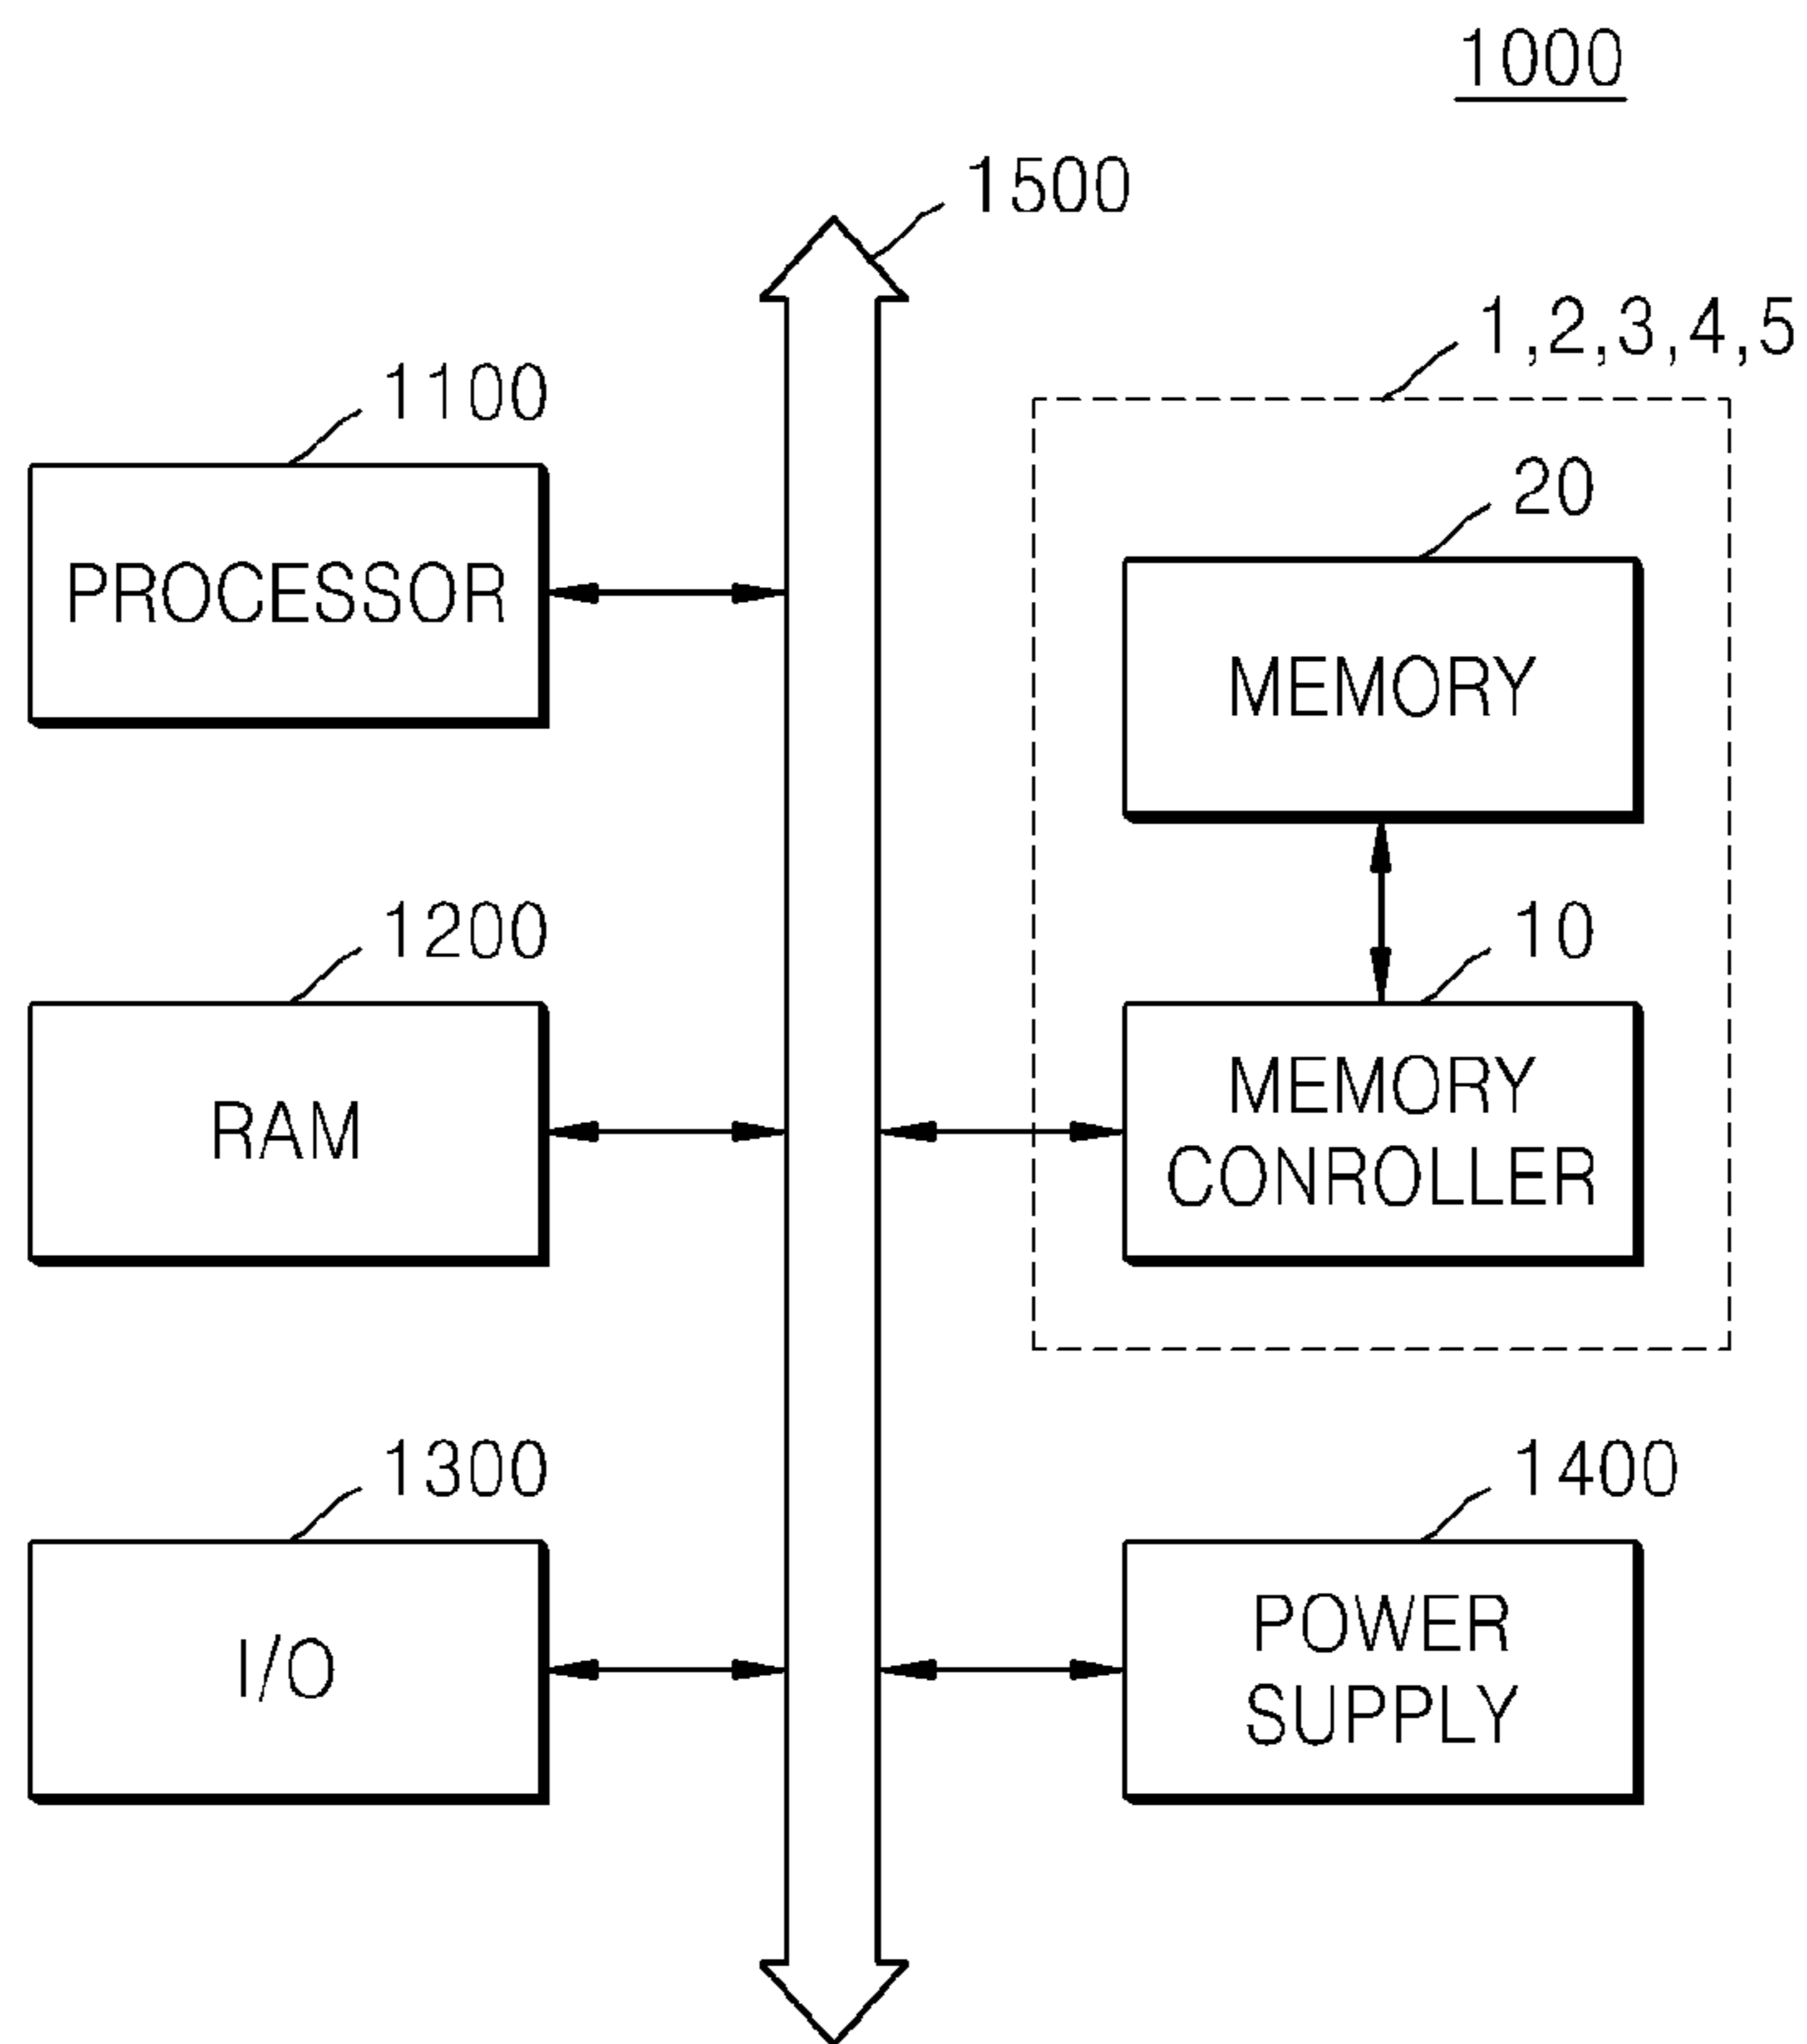 1000
1500
1,2,3,4,5
1100
PROCESSOR
20
MEMORY
1200
RAM
10
MEMORY
CONROLLER
1300
I/O
1400
POWER
SUPPLY